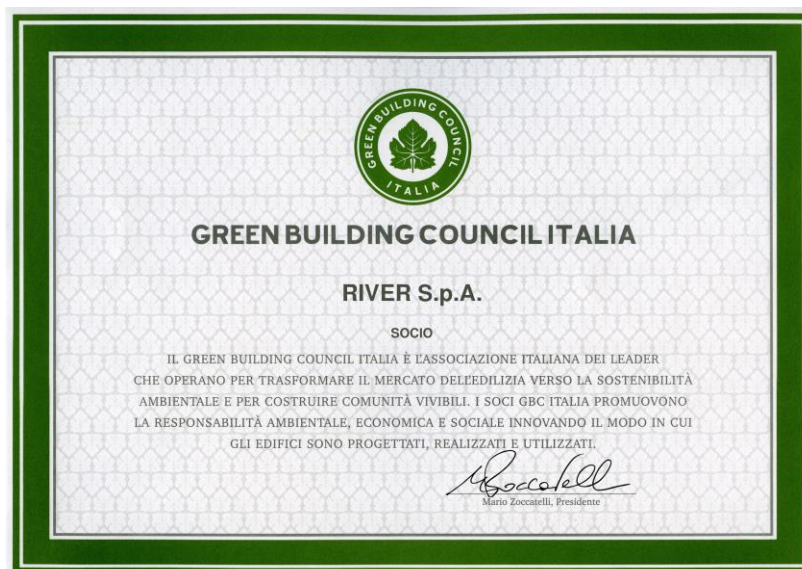 GREEN BUILDING COUNCIL
ITALIA
GREEN BUILDING COUNCIL ITALIA
RIVER S.p.A.
SOCIO
IL GREEN BUILDING COUNCIL ITALIA È L'ASSOCIAZIONE ITALIANA DEI LEADER
CHE OPERANO PER TRASFORMARE IL MERCATO DELL'EDILIZIA VERSO LA SOSTENIBILITÀ
AMBIENTALE E PER COSTRUIRE COMUNITÀ VIVIBILI. I SOCI GBC ITALIA PROMUOVONO
LA RESPONSABILITÀ AMBIENTALE, ECONOMICA E SOCIALE INNOVANDO IL MODO IN CUI
GLI EDIFICI SONO PROGETTATI, REALIZZATI E UTILIZZATI.
Mario Zoccatelli, Presidente